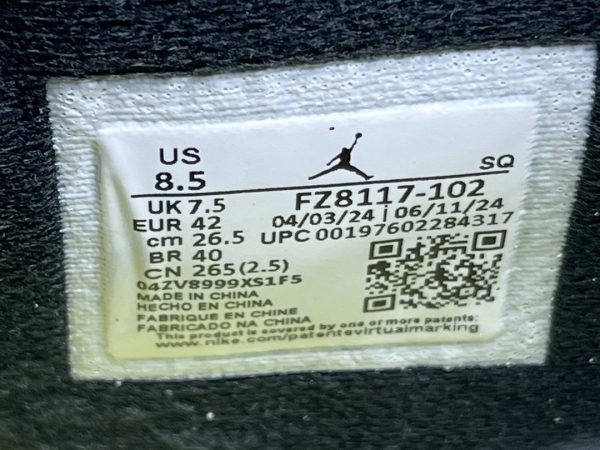 US
8.5
SQ
UK 7.5
FZ8117-102
EUR 42
04/03/24 | 06/11/24
cm 26.5
UPC 00197602284317
BR 40
CN 265(2.5)
04ZV8999XS1F5
MADE IN CHINA
HECHO EN CHINA
FABRIQUE EN CHINE
FABRICADO NA CHINA
This product is covered by one or more patents:
www.nike.com/patentsvirtualmarking